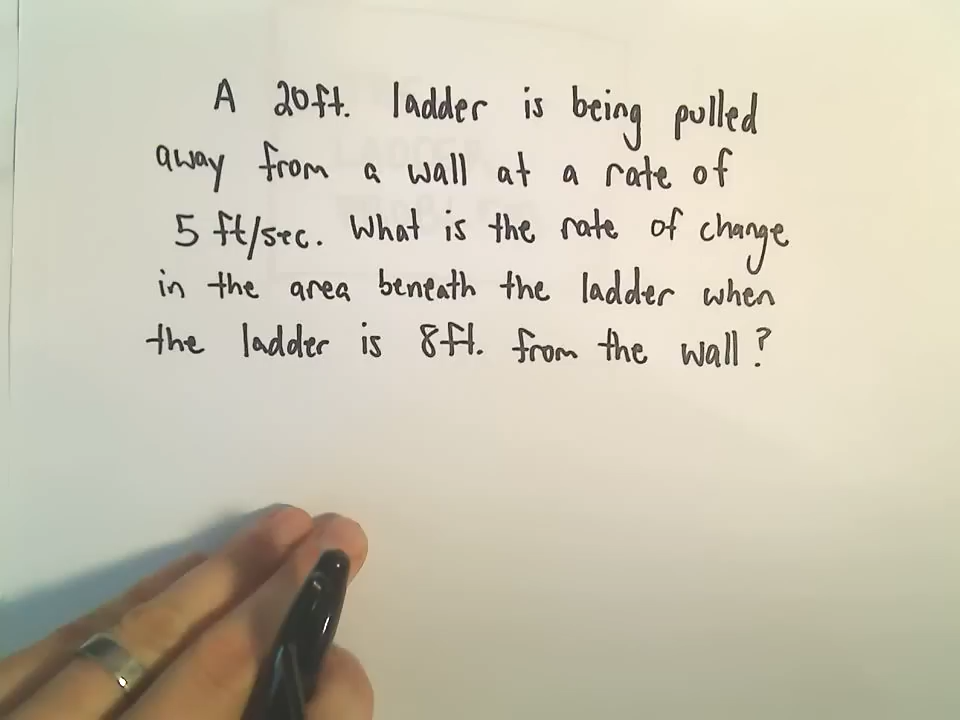 A 20ft. ladder is being pulled
away from a wall at a rate of
5 ft/sec. What is the rate of change
in the area beneath the ladder when
the ladder is 8ft. from the wall?